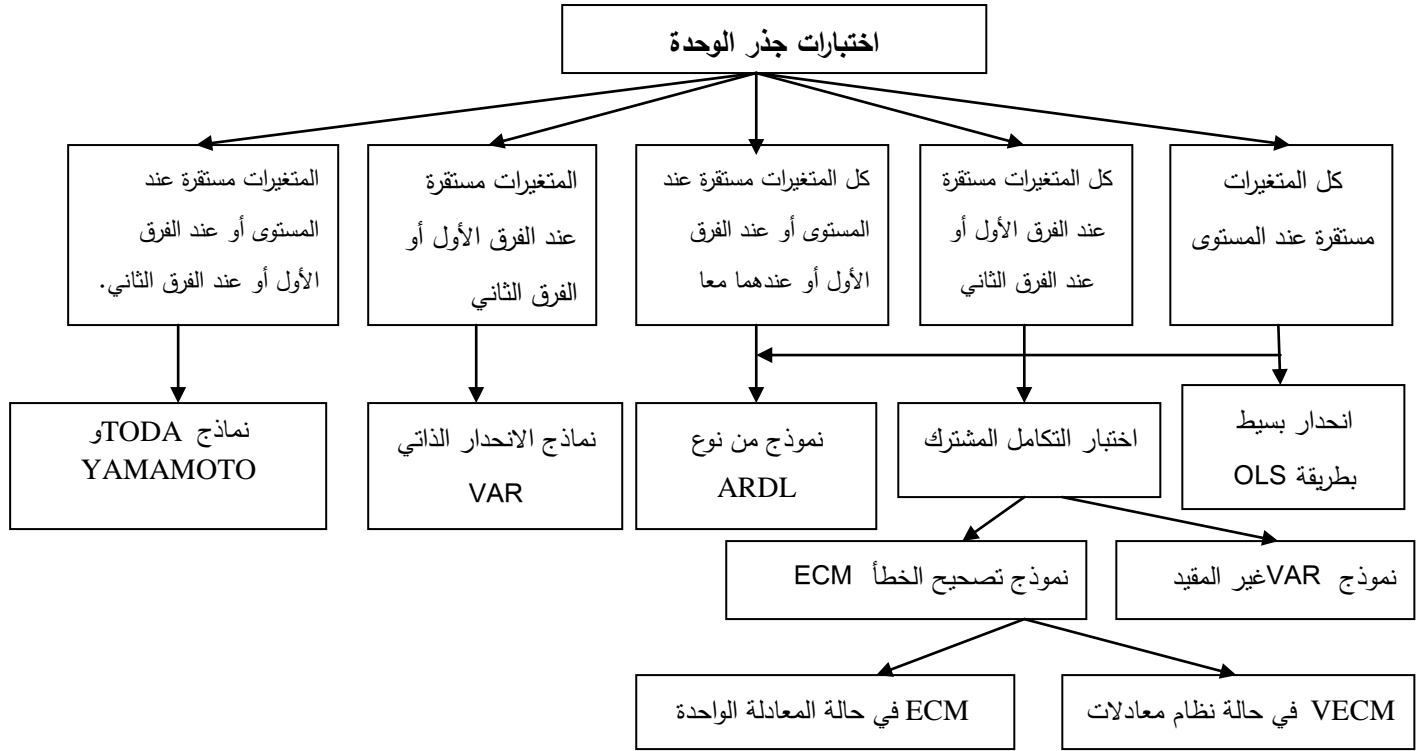 اختبارات جذر الوحدة
كل المتغيرات
مستقرة عند المستوى
كل المتغيرات مستقرة
عند الفرق الأول أو
عند الفرق الثاني
كل المتغيرات مستقرة عند
المستوى أو عند الفرق
الأول أو عندهما معا
المتغيرات مستقرة
عند الفرق الأول أو
الفرق الثاني
المتغيرات مستقرة عند
المستوى أو عند الفرق
الأول أو عند الفرق الثاني.
انحدار بسيط
بطريقة OLS
اختبار التكامل المشترك
نموذج من نوع
ARDL
نماذج الانحدار الذاتي
VAR
نماذج TODAو
YAMAMOTO
نموذج VARغير المقيد
نموذج تصحيح الخطأ ECM
VECM في حالة نظام معادلات
ECM في حالة المعادلة الواحدة